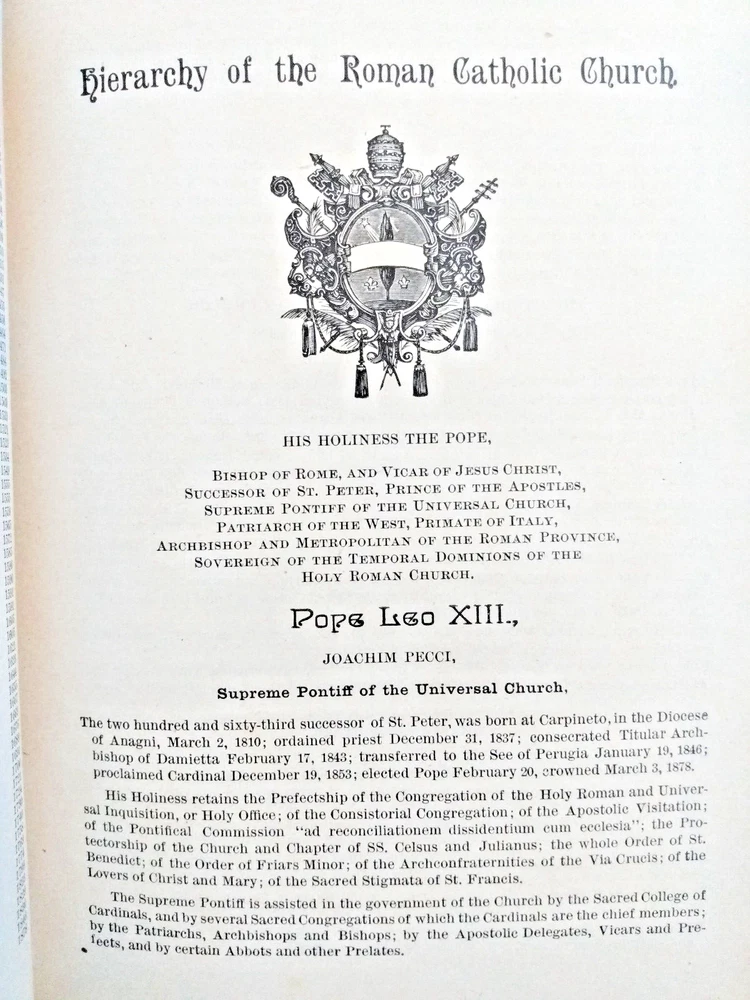 Hierarchy of the Roman Catholic Church.
HIS HOLINESS THE POPE,
BISHOP OF ROME, AND VICAR OF JESUS CHRIST,
SUCCESSOR OF ST. PETER, PRINCE OF THE APOSTLES,
SUPREME PONTIFF OF THE UNIVERSAL CHURCH,
PATRIARCH OF THE WEST, PRIMATE OF ITALY,
ARCHBISHOP AND METROPOLITAN OF THE ROMAN PROVINCE,
SOVEREIGN OF THE TEMPORAL DOMINIONS OF THE
HOLY ROMAN CHURCH.
Pope Leo XIII.,
JOACHIM PECCI,
Supreme Pontiff of the Universal Church,
The two hundred and sixty-third successor of St. Peter, was born at Carpineto, in the Diocese
of Anagni, March 2, 1810; ordained priest December 31, 1837; consecrated Titular Arch-
bishop of Damietta February 17, 1843; transferred to the See of Perugia January 19, 1846;
proclaimed Cardinal December 19, 1853; elected Pope February 20, crowned March 3, 1878.
His Holiness retains the Prefectship of the Congregation of the Holy Roman and Univer-
sal Inquisition, or Holy Office; of the Consistorial Congregation; of the Apostolic Visitation;
of the Pontifical Commission "ad reconciliationem dissidentium cum ecclesia"; the Pro-
tectorship of the Church and Chapter of SS. Celsus and Julianus; the whole Order of St.
Benedict; of the Order of Friars Minor; of the Archconfraternities of the Via Crucis; of the
Lovers of Christ and Mary; of the Sacred Stigmata of St. Francis.
The Supreme Pontiff is assisted in the government of the Church by the Sacred College of
Cardinals, and by several Sacred Congregations of which the Cardinals are the chief members;
by the Patriarchs, Archbishops and Bishops; by the Apostolic Delegates, Vicars and Pre-
fects, and by certain Abbots and other Prelates.